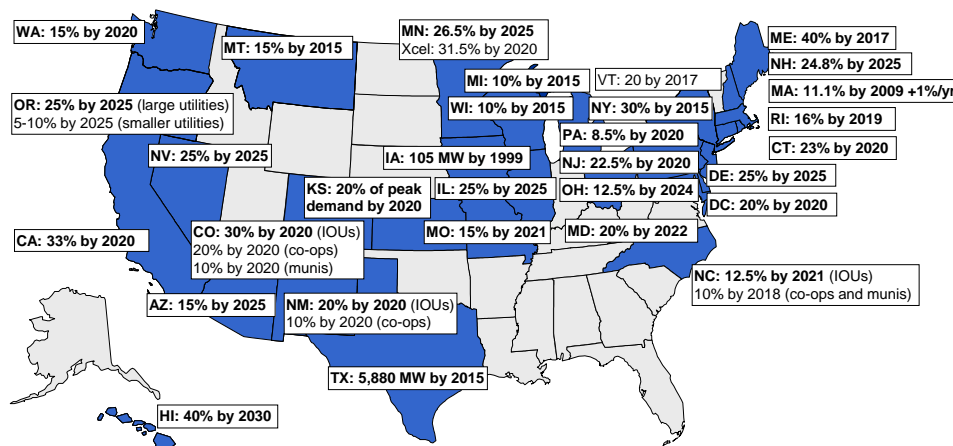 WA: 15% by 2020
MT: 15% by 2015
MN: 26.5% by 2025
Xcel: 31.5% by 2020
ME: 40% by 2017
NH: 24.8% by 2025
MI: 10% by 2015
VT: 20 by 2017
MA: 11.1% by 2009 +1%/yr
OR: 25% by 2025 (large utilities)
5-10% by 2025 (smaller utilities)
WI: 10% by 2015
NY: 30% by 2015
RI: 16% by 2019
PA: 8.5% by 2020
CT: 23% by 2020
NV: 25% by 2025
IA: 105 MW by 1999
NJ: 22.5% by 2020
DE: 25% by 2025
KS: 20% of peak
demand by 2020
IL: 25% by 2025
OH: 12.5% by 2024
DC: 20% by 2020
CA: 33% by 2020
CO: 30% by 2020 (IOUs)
20% by 2020 (co-ops)
10% by 2020 (munis)
MO: 15% by 2021
MD: 20% by 2022
NC: 12.5% by 2021 (IOUs)
10% by 2018 (co-ops and munis)
AZ: 15% by 2025
NM: 20% by 2020 (IOUs)
10% by 2020 (co-ops)
TX: 5,880 MW by 2015
HI: 40% by 2030